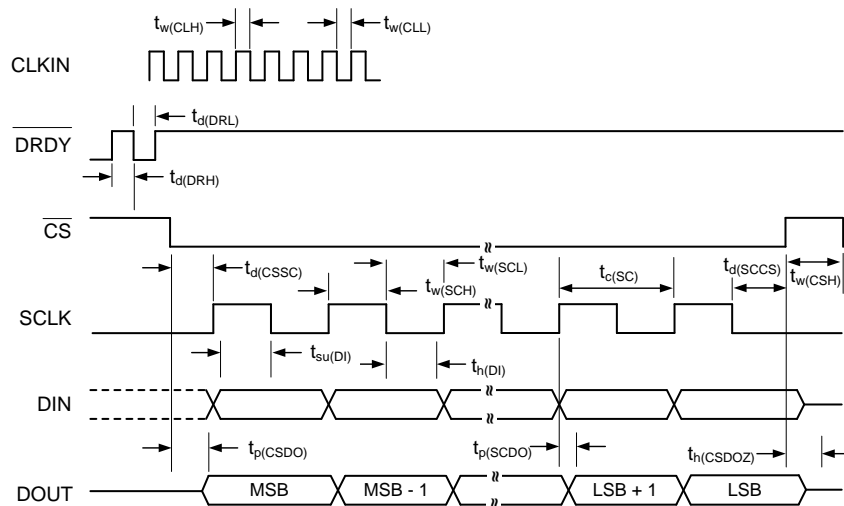 tw(CLH)
tw(CLL)
CLKIN
td(DRL)
DRDY
td(DRH)
CS
td(CSSC)
tw(SCL)
tw(SCH)
tc(SC)
td(SCCS)
tw(CSH)
SCLK
tsu(DI)
th(DI)
DIN
tp(CSDO)
tp(SCDO)
th(CSDOZ)
DOUT
MSB
MSB - 1
LSB + 1
LSB